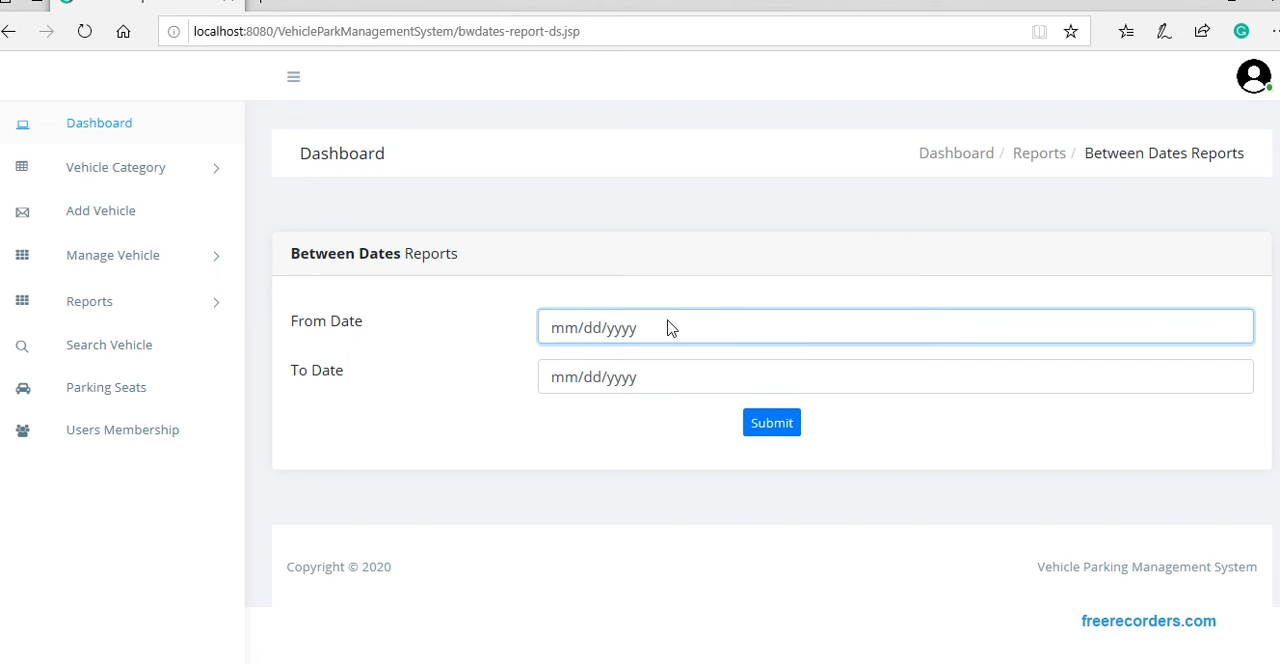 localhost:8080/VehicleParkManagementSystem/bwdates-report-ds.jsp
Dashboard
Vehicle Category
Add Vehicle
Manage Vehicle
Reports
Search Vehicle
Parking Seats
Users Membership
Dashboard
Dashboard / Reports / Between Dates Reports
Between Dates Reports
From Date
mm/dd/yyyy
To Date
mm/dd/yyyy
Submit
Copyright © 2020
Vehicle Parking Management System
freerecorders.com